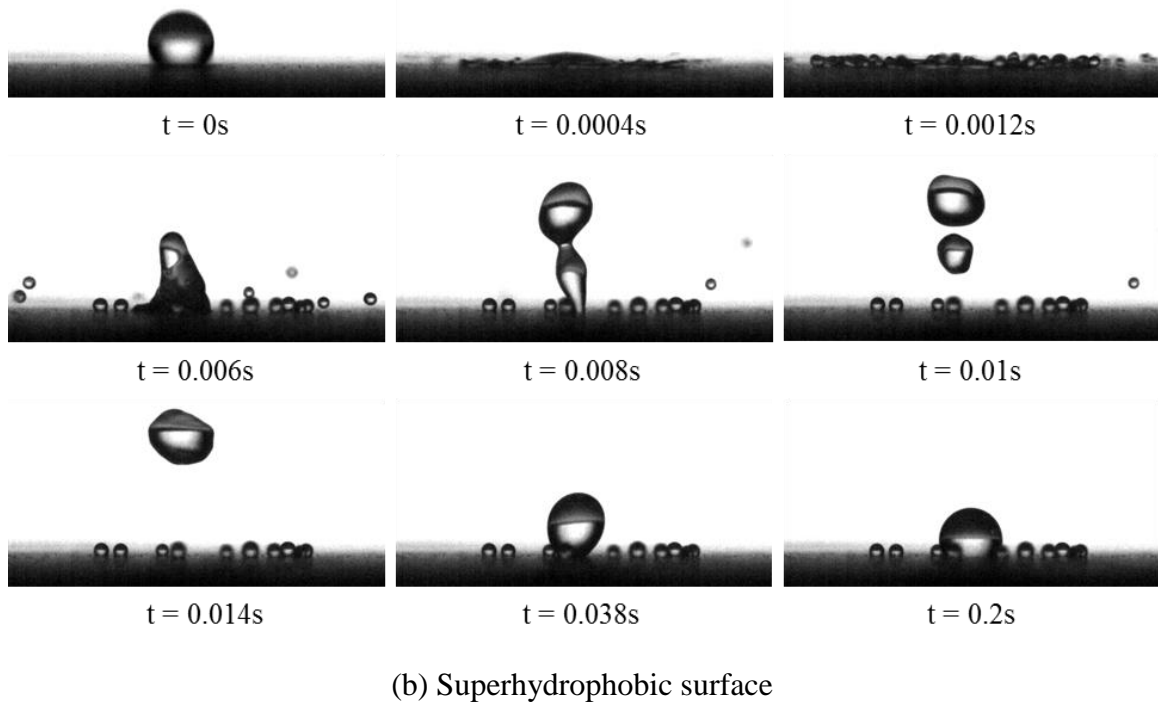 t = 0s
t = 0.0004s
t = 0.0012s
t = 0.006s
t = 0.008s
t = 0.01s
t = 0.014s
t = 0.038s
t = 0.2s
(b) Superhydrophobic surface